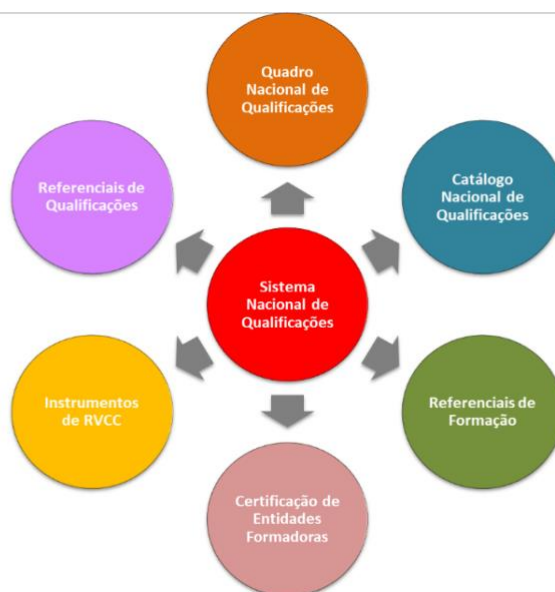 Quadro
Nacional de
Qualificações
Referenciais de
Qualificações
Catálogo
Nacional de
Qualificações
Sistema
Nacional de
Qualificações
Instrumentos
de RVCC
Referenciais de
Formação
Certificação de
Entidades
Formadoras